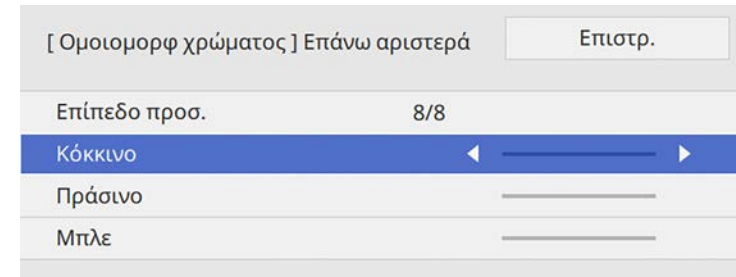 [ Ομοιομορφ χρώματος ] Επάνω αριστερά Επιστρ.
Επίπεδο προσ. 8/8
Κόκκινο
Πράσινο
Μπλε